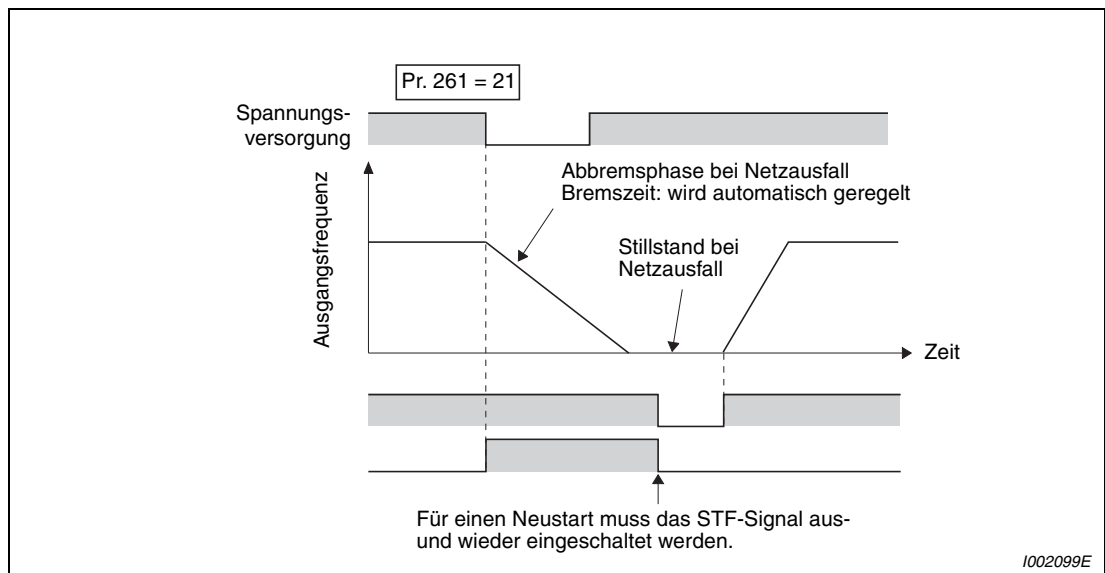 Pr. 261 = 21
Spannungs-
versorgung
Ausgangsfrequenz
Abbremsphase bei Netzausfall
Bremszeit: wird automatisch geregelt
Stillstand bei
Netzausfall
Zeit
Für einen Neustart muss das STF-Signal aus-
und wieder eingeschaltet werden.
I002099E